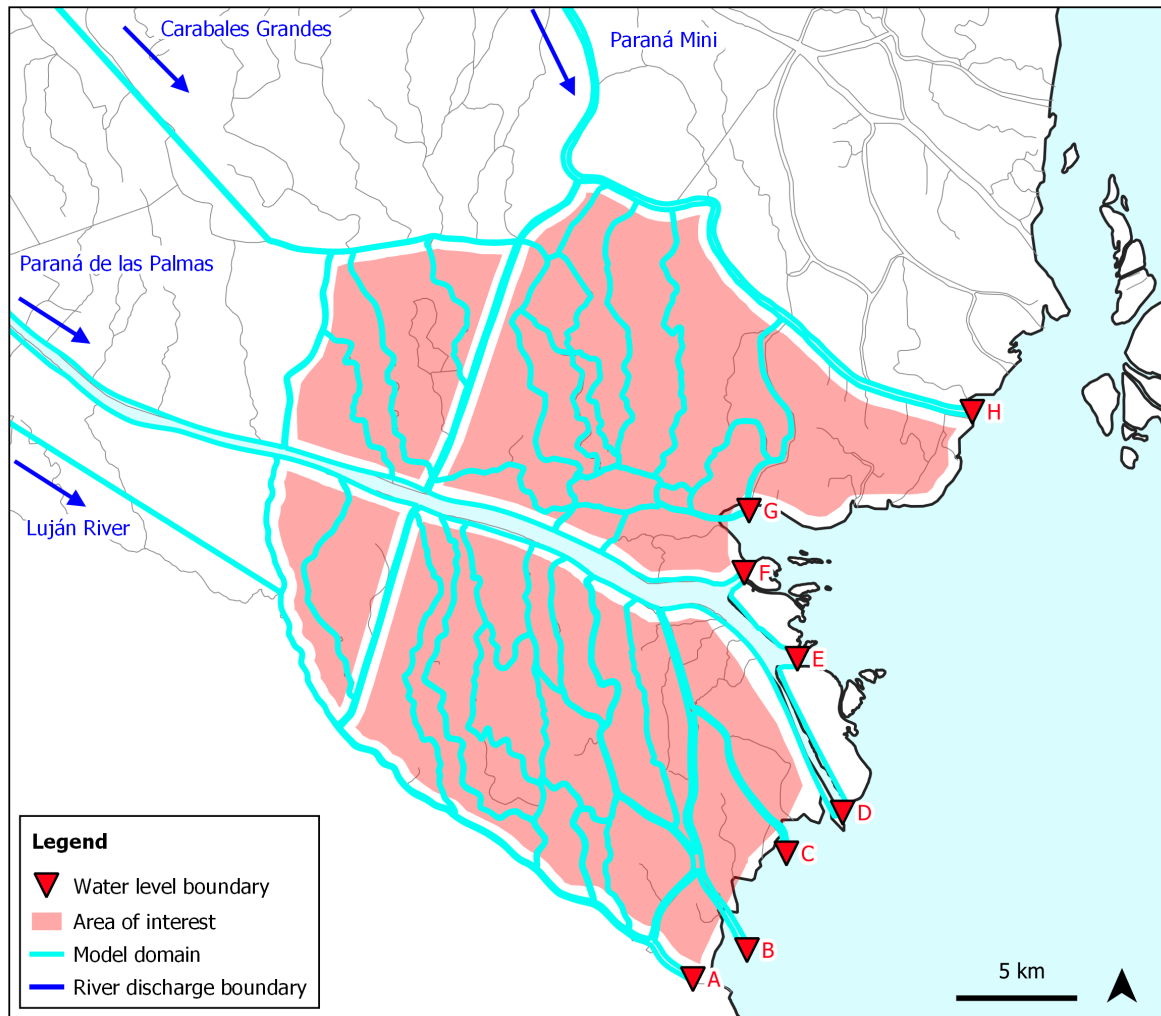 Carabales Grandes
Paraná Mini
Paraná de las Palmas
Luján River
H
G
F
E
D
C
B
A
Legend
Water level boundary
Area of interest
Model domain
River discharge boundary
5 km